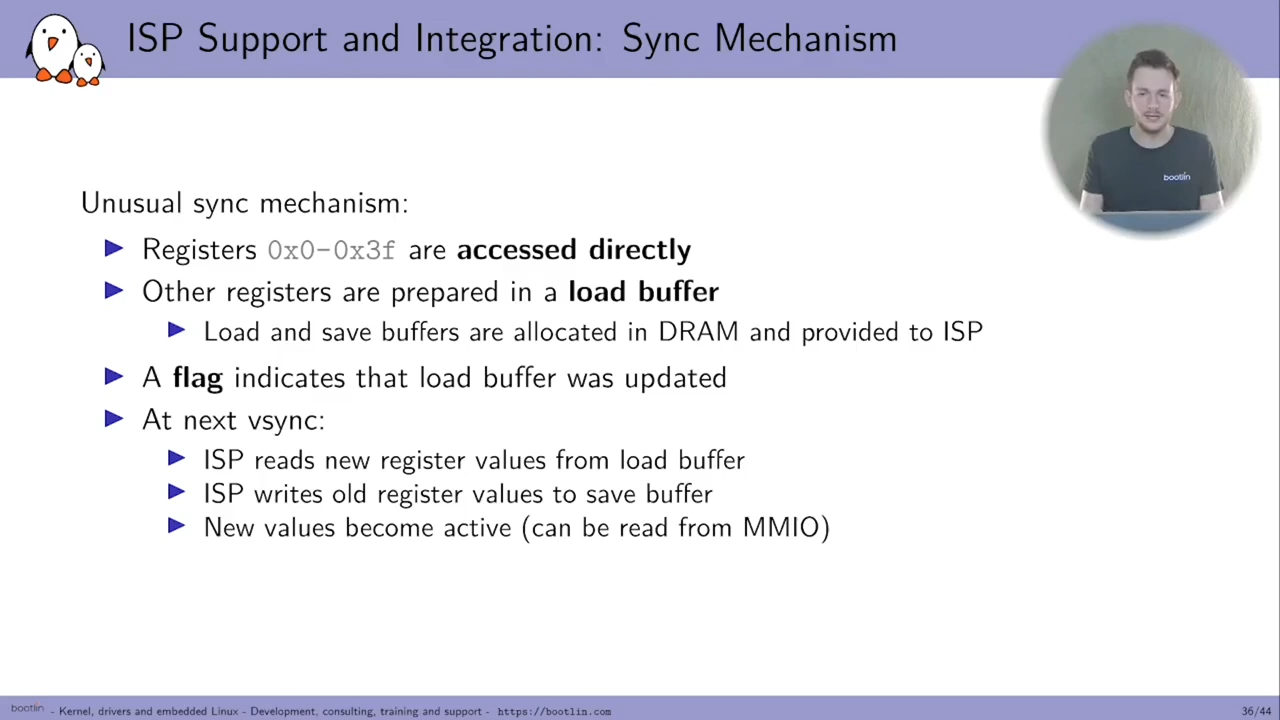 ISP Support and Integration: Sync Mechanism
bootlin
Unusual sync mechanism:
Registers 0x0-0x3f are accessed directly
Other registers are prepared in a load buffer
Load and save buffers are allocated in DRAM and provided to ISP
A flag indicates that load buffer was updated
At next vsync:
ISP reads new register values from load buffer
ISP writes old register values to save buffer
New values become active (can be read from MMIO)
bootlin - Kernel, drivers and embedded Linux - Development, consulting, training and support - https://bootlin.com
36/44